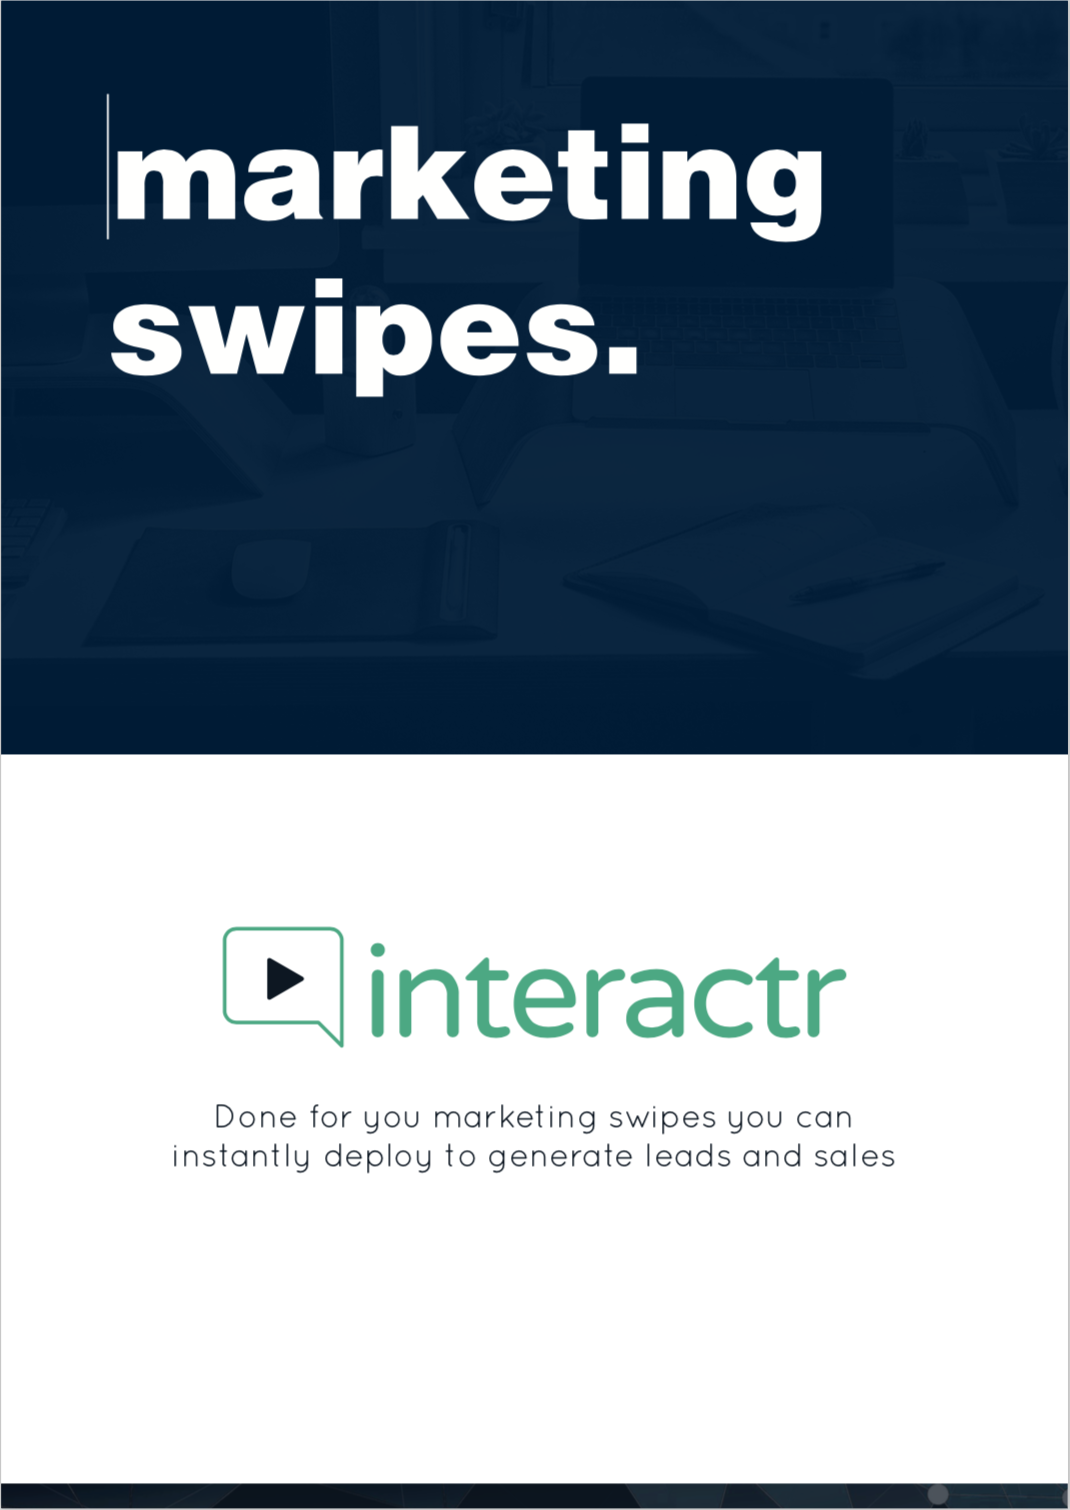 marketing
swipes.
interactr
Done for you marketing swipes you can
instantly deploy to generate leads and sales